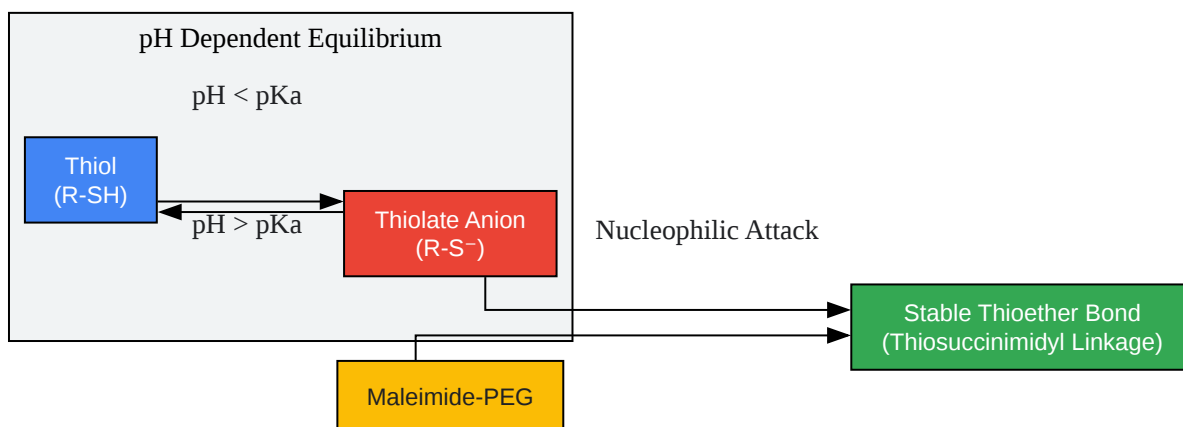 pH Dependent Equilibrium
pH < pKa
Thiol
(R-SH)
pH > pKa
Thiolate Anion
(R-S⁻)
Nucleophilic Attack
Stable Thioether Bond
(Thiosuccinimidyl Linkage)
Maleimide-PEG